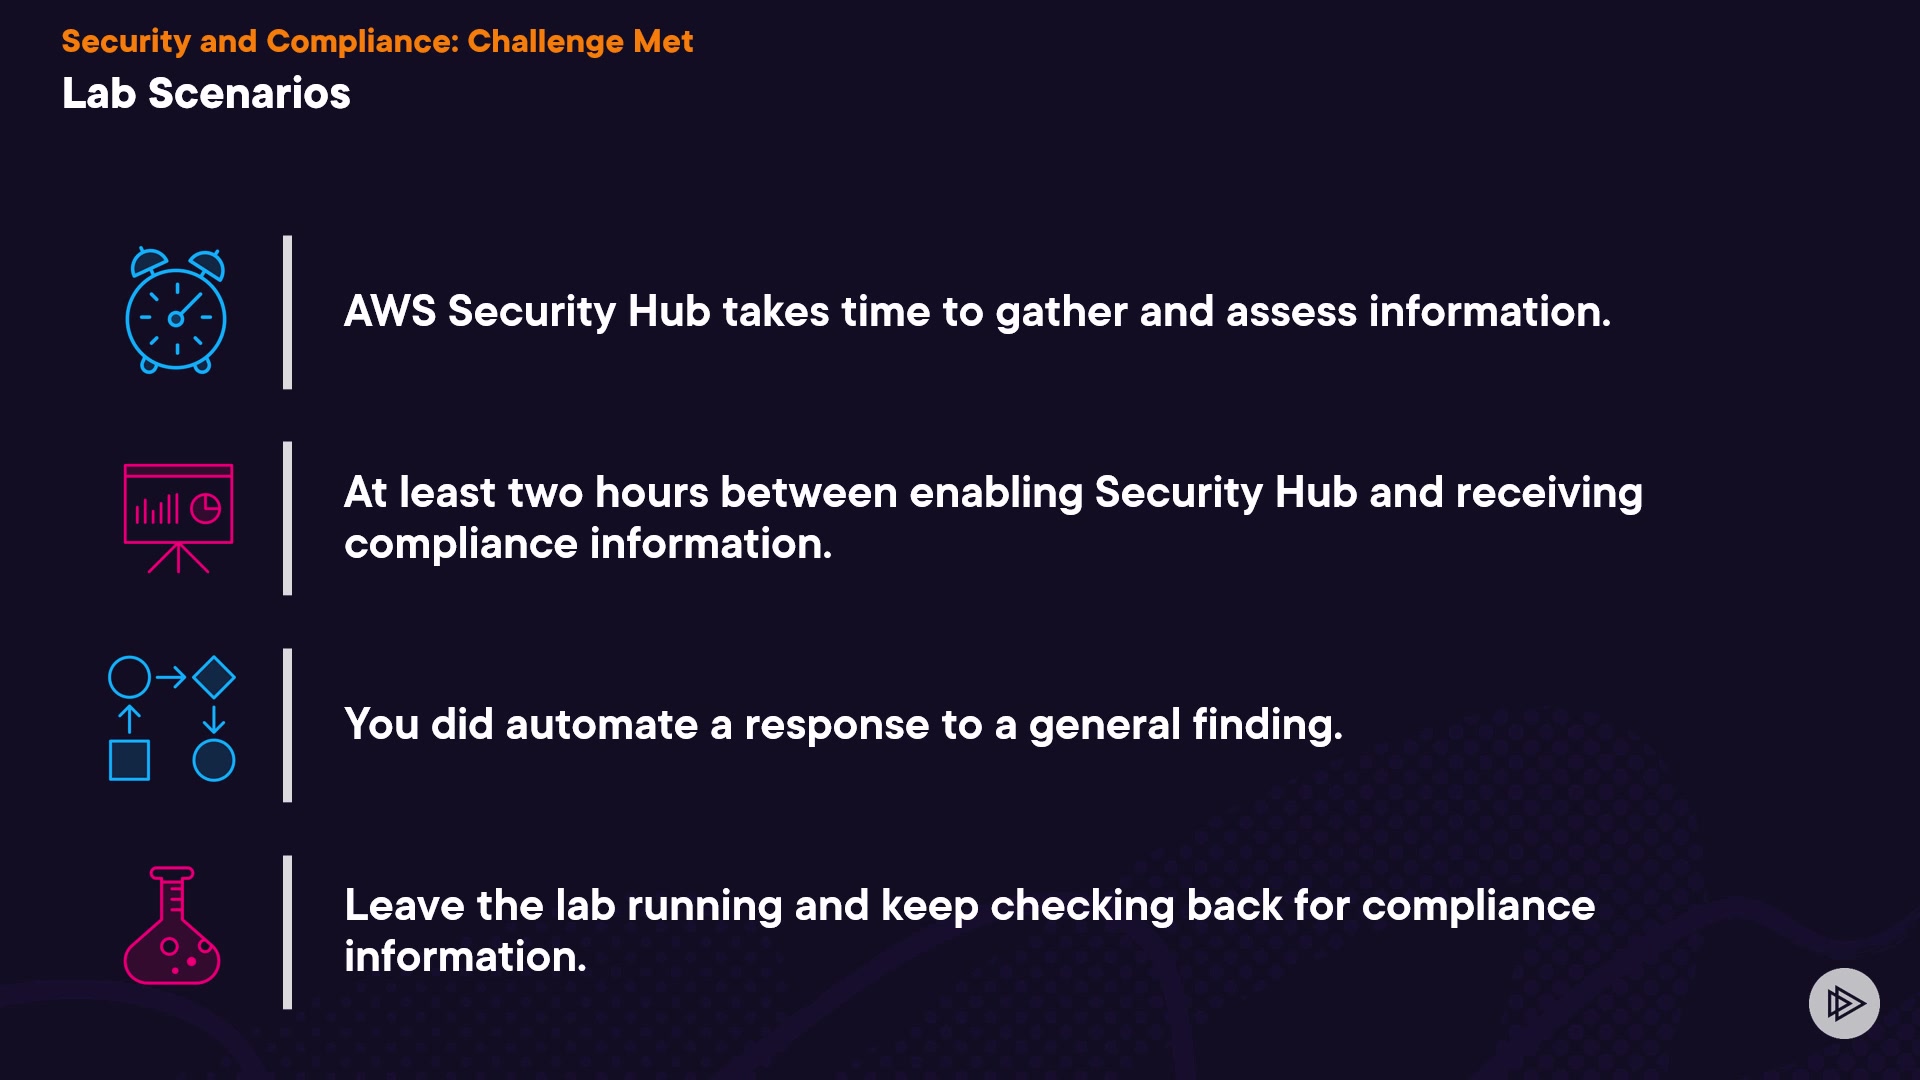 Security and Compliance: Challenge Met
Lab Scenarios
AWS Security Hub takes time to gather and assess information.
At least two hours between enabling Security Hub and receiving
compliance information.
You did automate a response to a general finding.
Leave the lab running and keep checking back for compliance
information.